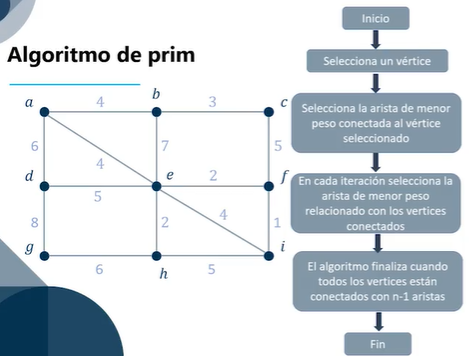 Algoritmo de prim
a 4 b 3 c
6 4 7 5
d 5 e 2 f
8 2 4 1
g 6 h 5 i
Inicio
Selecciona un vértice
Selecciona la arista de menor
peso conectada al vértice
seleccionado
En cada iteración selecciona la
arista de menor peso
relacionado con los vertices
conectados
El algoritmo finaliza cuando
todos los vertices están
conectados con n-1 aristas
Fin